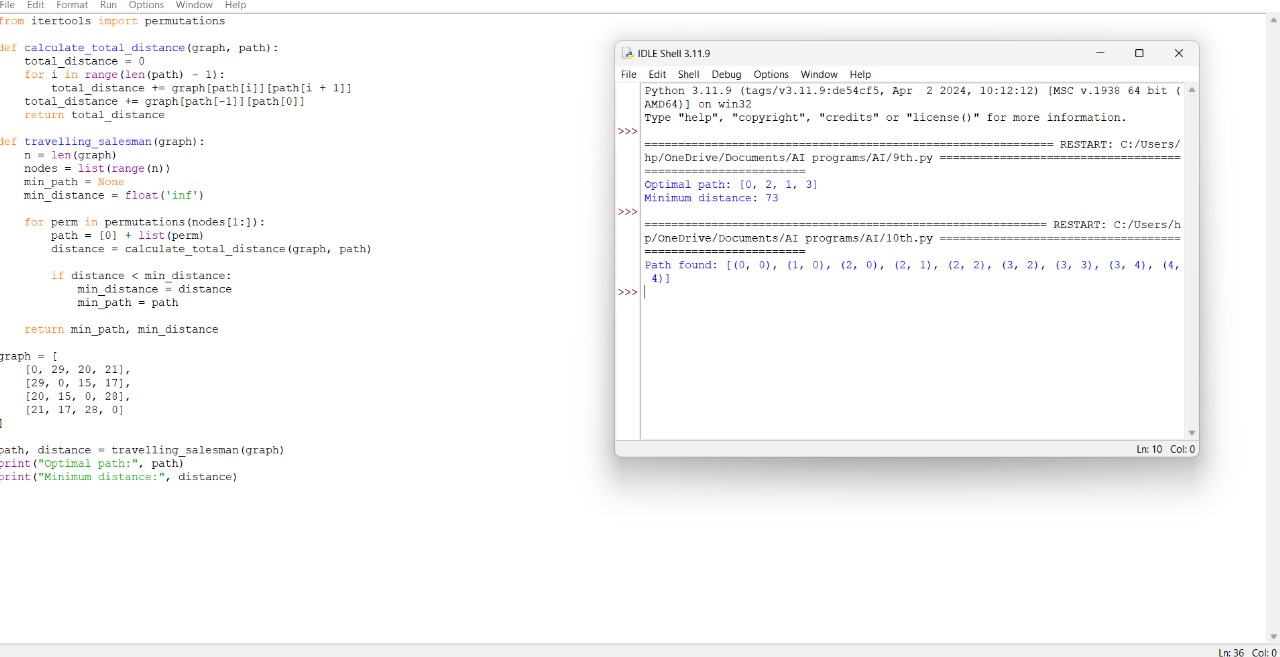 File Edit Format Run Options Window Help
from itertools import permutations
def calculate_total_distance(graph, path):
    total_distance = 0
    for i in range(len(path) - 1):
        total_distance += graph[path[i]][path[i + 1]]
    total_distance += graph[path[-1]][path[0]]
    return total_distance
def travelling_salesman(graph):
    n = len(graph)
    nodes = list(range(n))
    min_path = None
    min_distance = float('inf')
    for perm in permutations(nodes[1:]):
        path = [0] + list(perm)
        distance = calculate_total_distance(graph, path)
        if distance < min_distance:
            min_distance = distance
            min_path = path
    return min_path, min_distance
graph = [
    [0, 29, 20, 21],
    [29, 0, 15, 17],
    [20, 15, 0, 28],
    [21, 17, 28, 0]
]
path, distance = travelling_salesman(graph)
print("Optimal path:", path)
print("Minimum distance:", distance)
IDLE Shell 3.11.9
File Edit Shell Debug Options Window Help
Python 3.11.9 (tags/v3.11.9:de54cf5, Apr  2 2024, 10:12:12) [MSC v.1938 64 bit (
AMD64)] on win32
Type "help", "copyright", "credits" or "license()" for more information.
>>>
============================================================= RESTART: C:/Users/
hp/OneDrive/Documents/AI programs/AI/9th.py ====================================
========================
Optimal path: [0, 2, 1, 3]
Minimum distance: 73
>>>
============================================================ RESTART: C:/Users/h
p/OneDrive/Documents/AI programs/AI/10th.py ====================================
========================
Path found: [(0, 0), (1, 0), (2, 0), (2, 1), (2, 2), (3, 2), (3, 3), (3, 4), (4,
 4)]
>>>
Ln: 10 Col: 0
Ln: 36 Col: 0